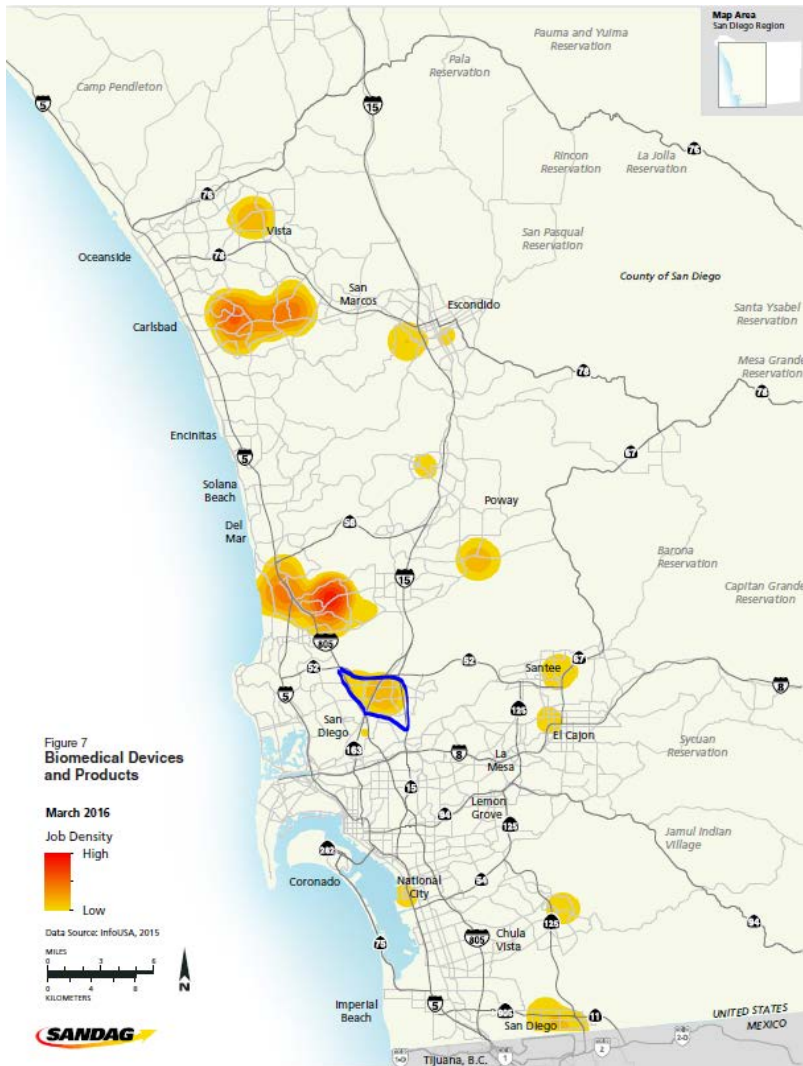 Map Area
San Diego Region
Pauma and Yuima
Reservation
Pala
Reservation
Camp Pendleton
5
15
76
Rincon
Reservation
La Jolla
Reservation
76
San Pasqual
Reservation
Vista
Oceanside
78
County of San Diego
San
Marcos
Escondido
Santa Ysabel
Reservation
Carlsbad
Mesa Grande
Reservation
78
78
Encinitas
5
67
Solana
Beach
Poway
Del
Mar
56
Barona
Reservation
15
Capitan Grande
Reservation
805
52
52
Santee
67
5
8
125
San
Diego
163
El Cajon
Sycuan
Reservation
8
La
Mesa
15
Lemon
Grove
94
125
Jamul Indian
Village
282
Coronado
National
City
54
94
125
Chula
Vista
805
75
Imperial
Beach
5
905
San Diego
11
UNITED STATES
MEXICO
Tijuana, B.C.
1-D
1
2
2-D
Figure 7
Biomedical Devices
and Products
March 2016
Job Density
High
Low
Data Source: InfoUSA, 2015
MILES
0 3 6
0 4 8
KILOMETERS
N
SANDAG